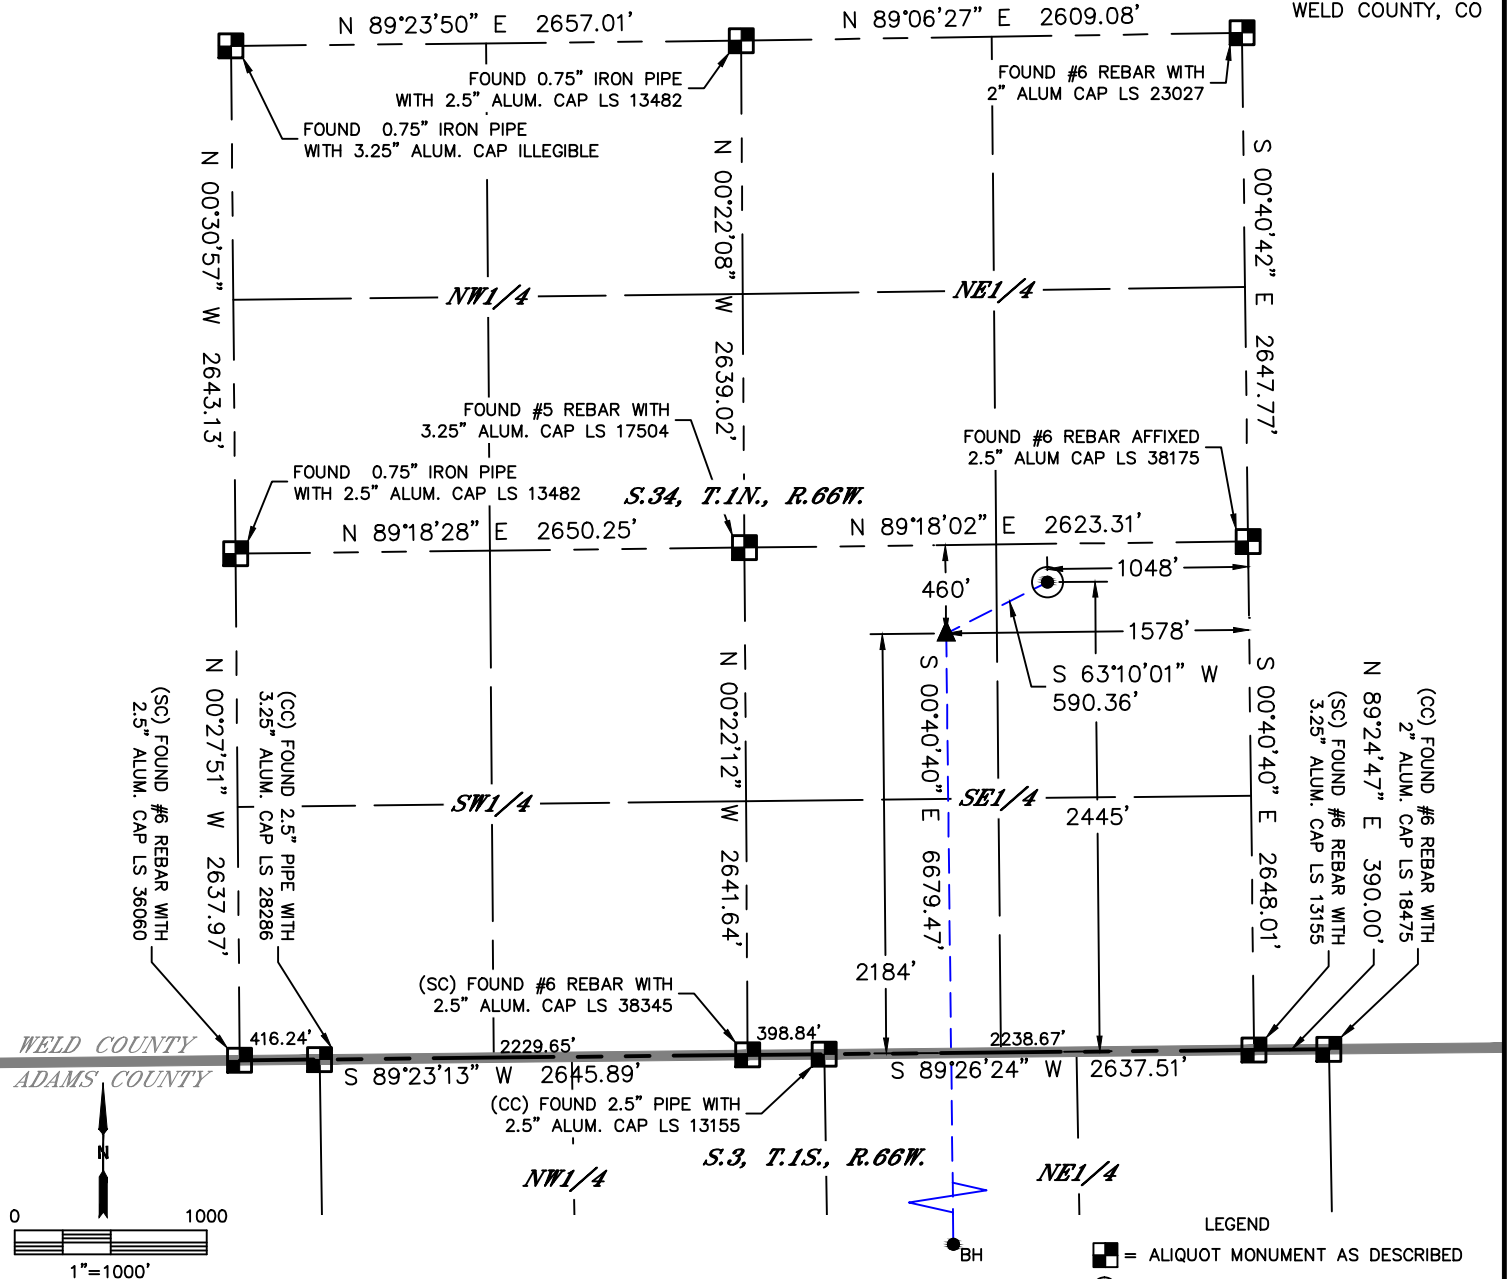 WELD COUNTY, CO
N 89°23'50" E 2657.01'
N 89°06'27" E 2609.08'
FOUND 0.75" IRON PIPE
WITH 2.5" ALUM. CAP LS 13482
FOUND #6 REBAR WITH
2" ALUM CAP LS 23027
FOUND 0.75" IRON PIPE
WITH 3.25" ALUM. CAP ILLEGIBLE
N 00°30'57" W 2643.13'
N 00°22'08" W 2639.02'
S 00°40'42" E 2647.77'
NW1/4
NE1/4
FOUND #5 REBAR WITH
3.25" ALUM. CAP LS 17504
FOUND #6 REBAR AFFIXED
2.5" ALUM CAP LS 38175
FOUND 0.75" IRON PIPE
WITH 2.5" ALUM. CAP LS 13482
S.34, T.1N., R.66W.
N 89°18'28" E 2650.25'
N 89°18'02" E 2623.31'
1048'
460'
1578'
S 63°10'01" W
590.36'
(SC) FOUND #6 REBAR WITH
2.5" ALUM. CAP LS 36060
N 00°27'51" W 2637.97'
(CC) FOUND 2.5" PIPE WITH
3.25" ALUM. CAP LS 28286
N 00°22'12" W 2641.64'
S 00°40'40" E 6679.47'
S 00°40'40" E 2648.01'
(SC) FOUND #6 REBAR WITH
3.25" ALUM. CAP LS 13155
N 89°24'47" E 390.00'
(CC) FOUND #6 REBAR WITH
2" ALUM. CAP LS 18475
SW1/4
SE1/4
2445'
2184'
(SC) FOUND #6 REBAR WITH
2.5" ALUM. CAP LS 38345
WELD COUNTY
416.24'
2229.65'
398.84'
2238.67'
ADAMS COUNTY
S 89°23'13" W 2645.89'
S 89°26'24" W 2637.51'
(CC) FOUND 2.5" PIPE WITH
2.5" ALUM. CAP LS 13155
S.3, T.1S., R.66W.
N
NW1/4
NE1/4
0 1000
1"=1000'
BH
LEGEND
= ALIQUOT MONUMENT AS DESCRIBED